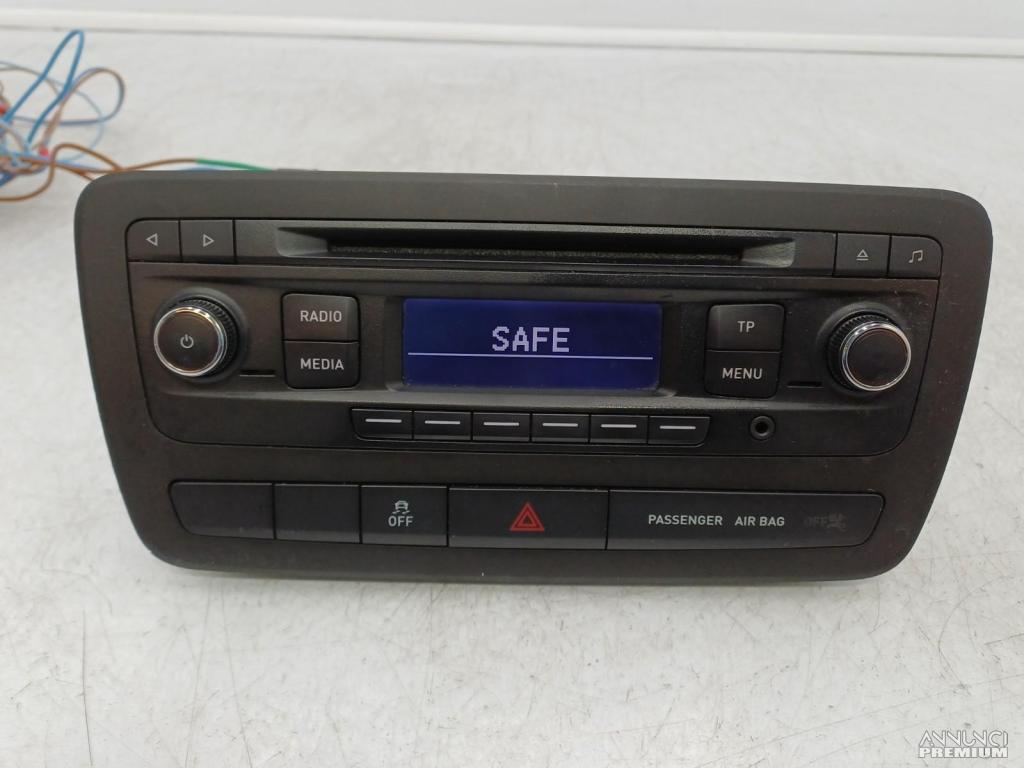 RADIO
MEDIA
SAFE
TP
MENU
OFF
PASSENGER AIR BAG OFF
ANNUNCI
PREMIUM